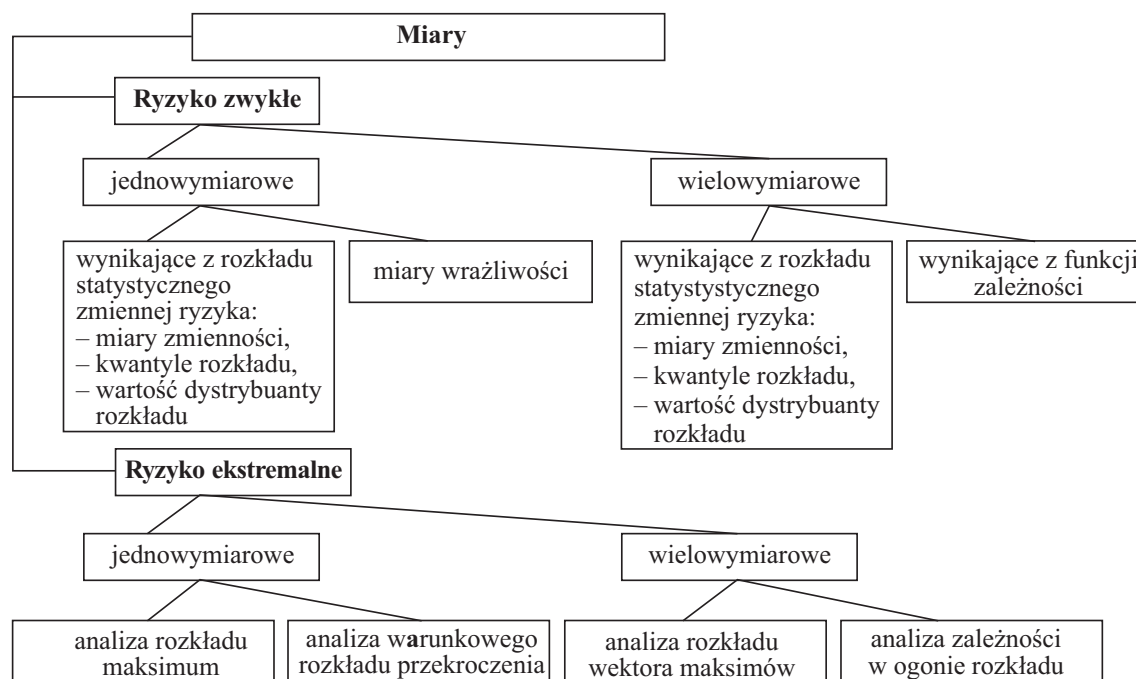 Miary
Ryzyko zwykłe
jednowymiarowe
wielowymiarowe
wynikające z rozkładu
statystycznego
zmiennej ryzyka:
– miary zmienności,
– kwantyle rozkładu,
– wartość dystrybuanty
rozkładu
miary wrażliwości
wynikające z rozkładu
statystystycznego
zmiennej ryzyka:
– miary zmienności,
– kwantyle rozkładu,
– wartość dystrybuanty
rozkładu
wynikające z funkcji
zależności
Ryzyko ekstremalne
jednowymiarowe
wielowymiarowe
analiza rozkładu
maksimum
analiza warunkowego
rozkładu przekroczenia
analiza rozkładu
wektora maksimów
analiza zależności
w ogonie rozkładu